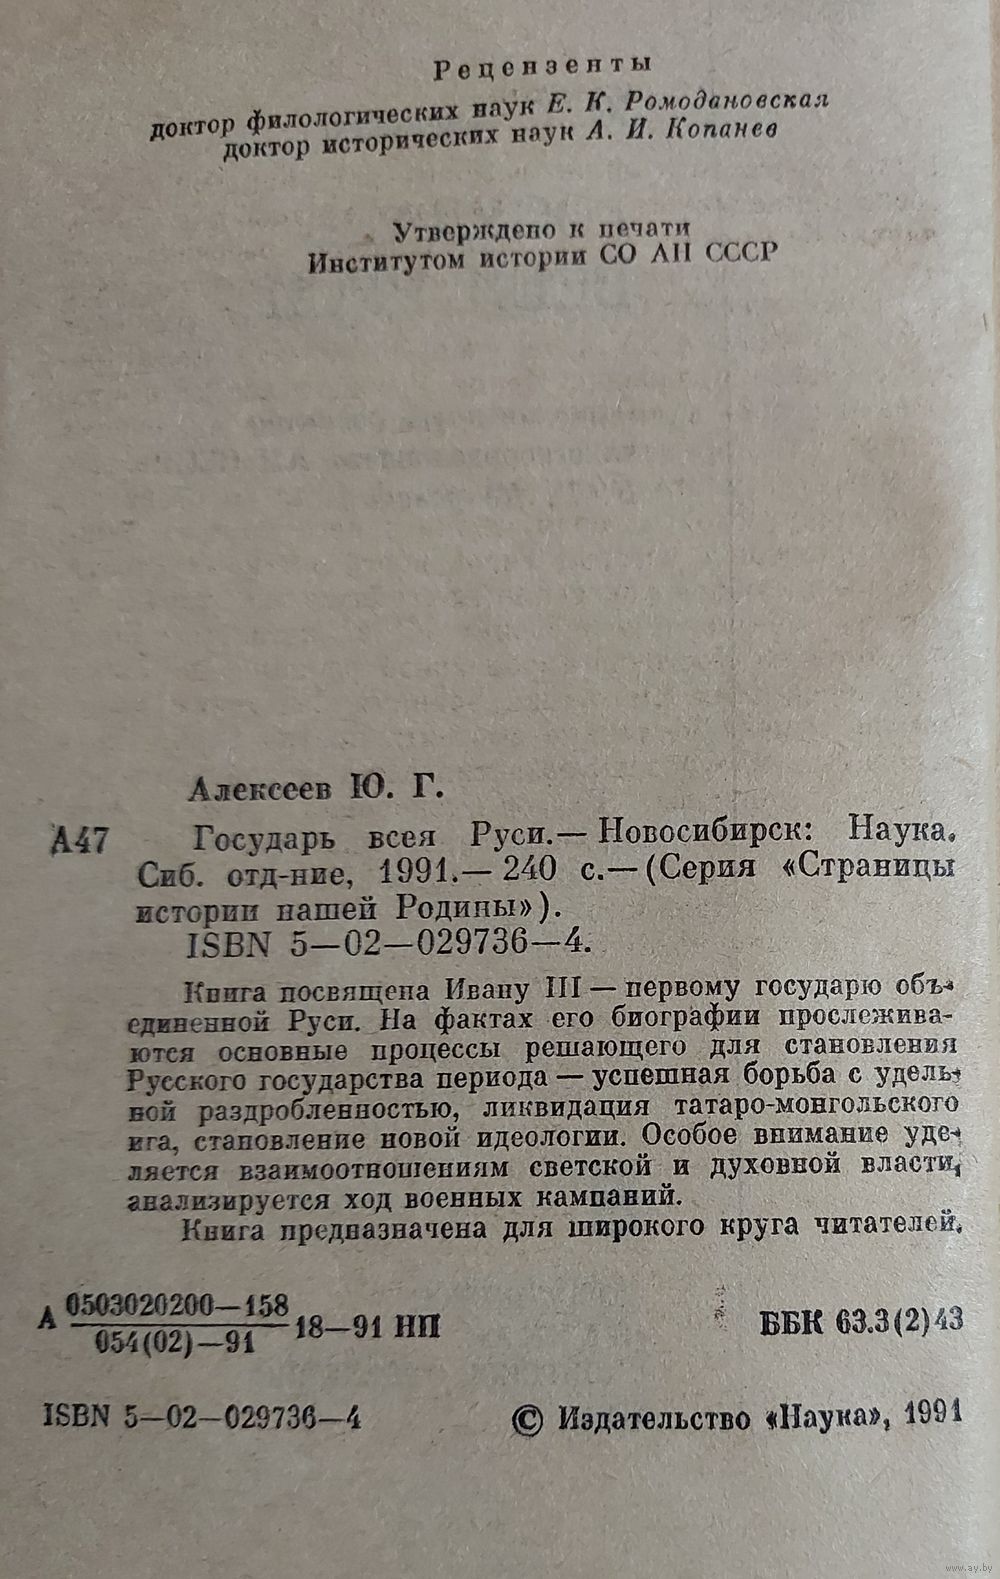 Рецензенты
доктор филологических наук Е. К. Ромодановская
доктор исторических наук А. И. Копанев
Утверждено к печати
Институтом истории СО АН СССР
Алексеев Ю. Г.
А47 Государь всея Руси.— Новосибирск: Наука.
Сиб. отд-ние, 1991.— 240 с.— (Серия «Страницы
истории нашей Родины»).
ISBN 5—02—029736—4.
Книга посвящена Ивану III — первому государю объ-
единенной Руси. На фактах его биографии прослежива-
ются основные процессы решающего для становления
Русского государства периода — успешная борьба с удель-
ной раздробленностью, ликвидация татаро-монгольского
ига, становление новой идеологии. Особое внимание уде-
ляется взаимоотношениям светской и духовной власти,
анализируется ход военных кампаний.
Книга предназначена для широкого круга читателей.
А 0503020200—158
054(02)—91 18—91 НП ББК 63.3(2)43
ISBN 5—02—029736—4 © Издательство «Наука», 1991
www.ay.by